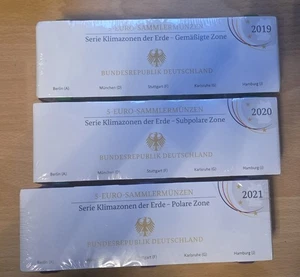 5-EURO-SAMMLERMÜNZEN
2019
Serie Klimazonen der Erde - Gemäßigte Zone
BUNDESREPUBLIK DEUTSCHLAND
Berlin (A) München (D) Stuttgart (F) Karlsruhe (G) Hamburg (J)
5-EURO-SAMMLERMÜNZEN
2020
Serie Klimazonen der Erde - Subpolare Zone
BUNDESREPUBLIK DEUTSCHLAND
Berlin (A) München (D) Stuttgart (F) Karlsruhe (G) Hamburg (J)
5-EURO-SAMMLERMÜNZEN
2021
Serie Klimazonen der Erde - Polare Zone
BUNDESREPUBLIK DEUTSCHLAND
Berlin (A) Stuttgart (F) Karlsruhe (G) Hamburg (J)